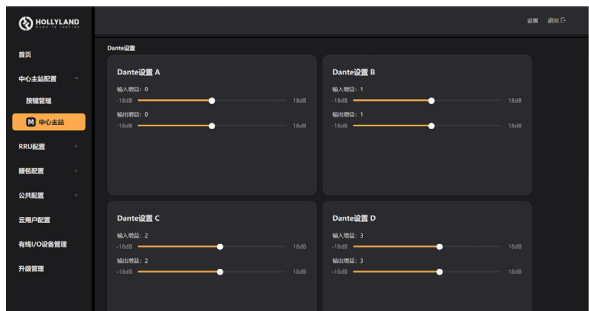 HOLLYLAND
设置 退出
首页
中心主站配置
按键管理
M 中心主站
RRU配置
腰包配置
公共配置
云用户配置
有线I/O设备管理
升级管理
Dante设置
Dante设置 A
输入增益：0
-18dB 18dB
输出增益：0
-18dB 18dB
Dante设置 B
输入增益：1
-18dB 18dB
输出增益：1
-18dB 18dB
Dante设置 C
输入增益：2
-18dB 18dB
输出增益：2
-18dB 18dB
Dante设置 D
输入增益：3
-18dB 18dB
输出增益：3
-18dB 18dB